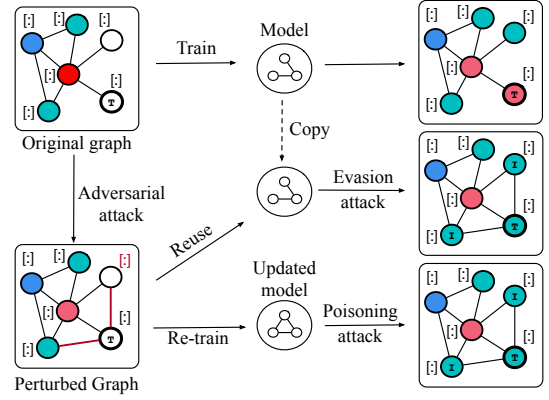 [:]
[:]
[:]
[:]
[:]
[:]
T
Original graph
Train
Model
[:]
[:]
[:]
[:]
[:]
[:]
T
Copy
Adversarial
attack
Reuse
Evasion
attack
[:]
[:]
I
[:]
[:]
[:]
[:]
I
T
[:]
[:]
[:]
[:]
[:]
[:]
T
Perturbed Graph
Re-train
Updated
model
Poisoning
attack
[:]
[:]
I
[:]
[:]
[:]
[:]
I
T